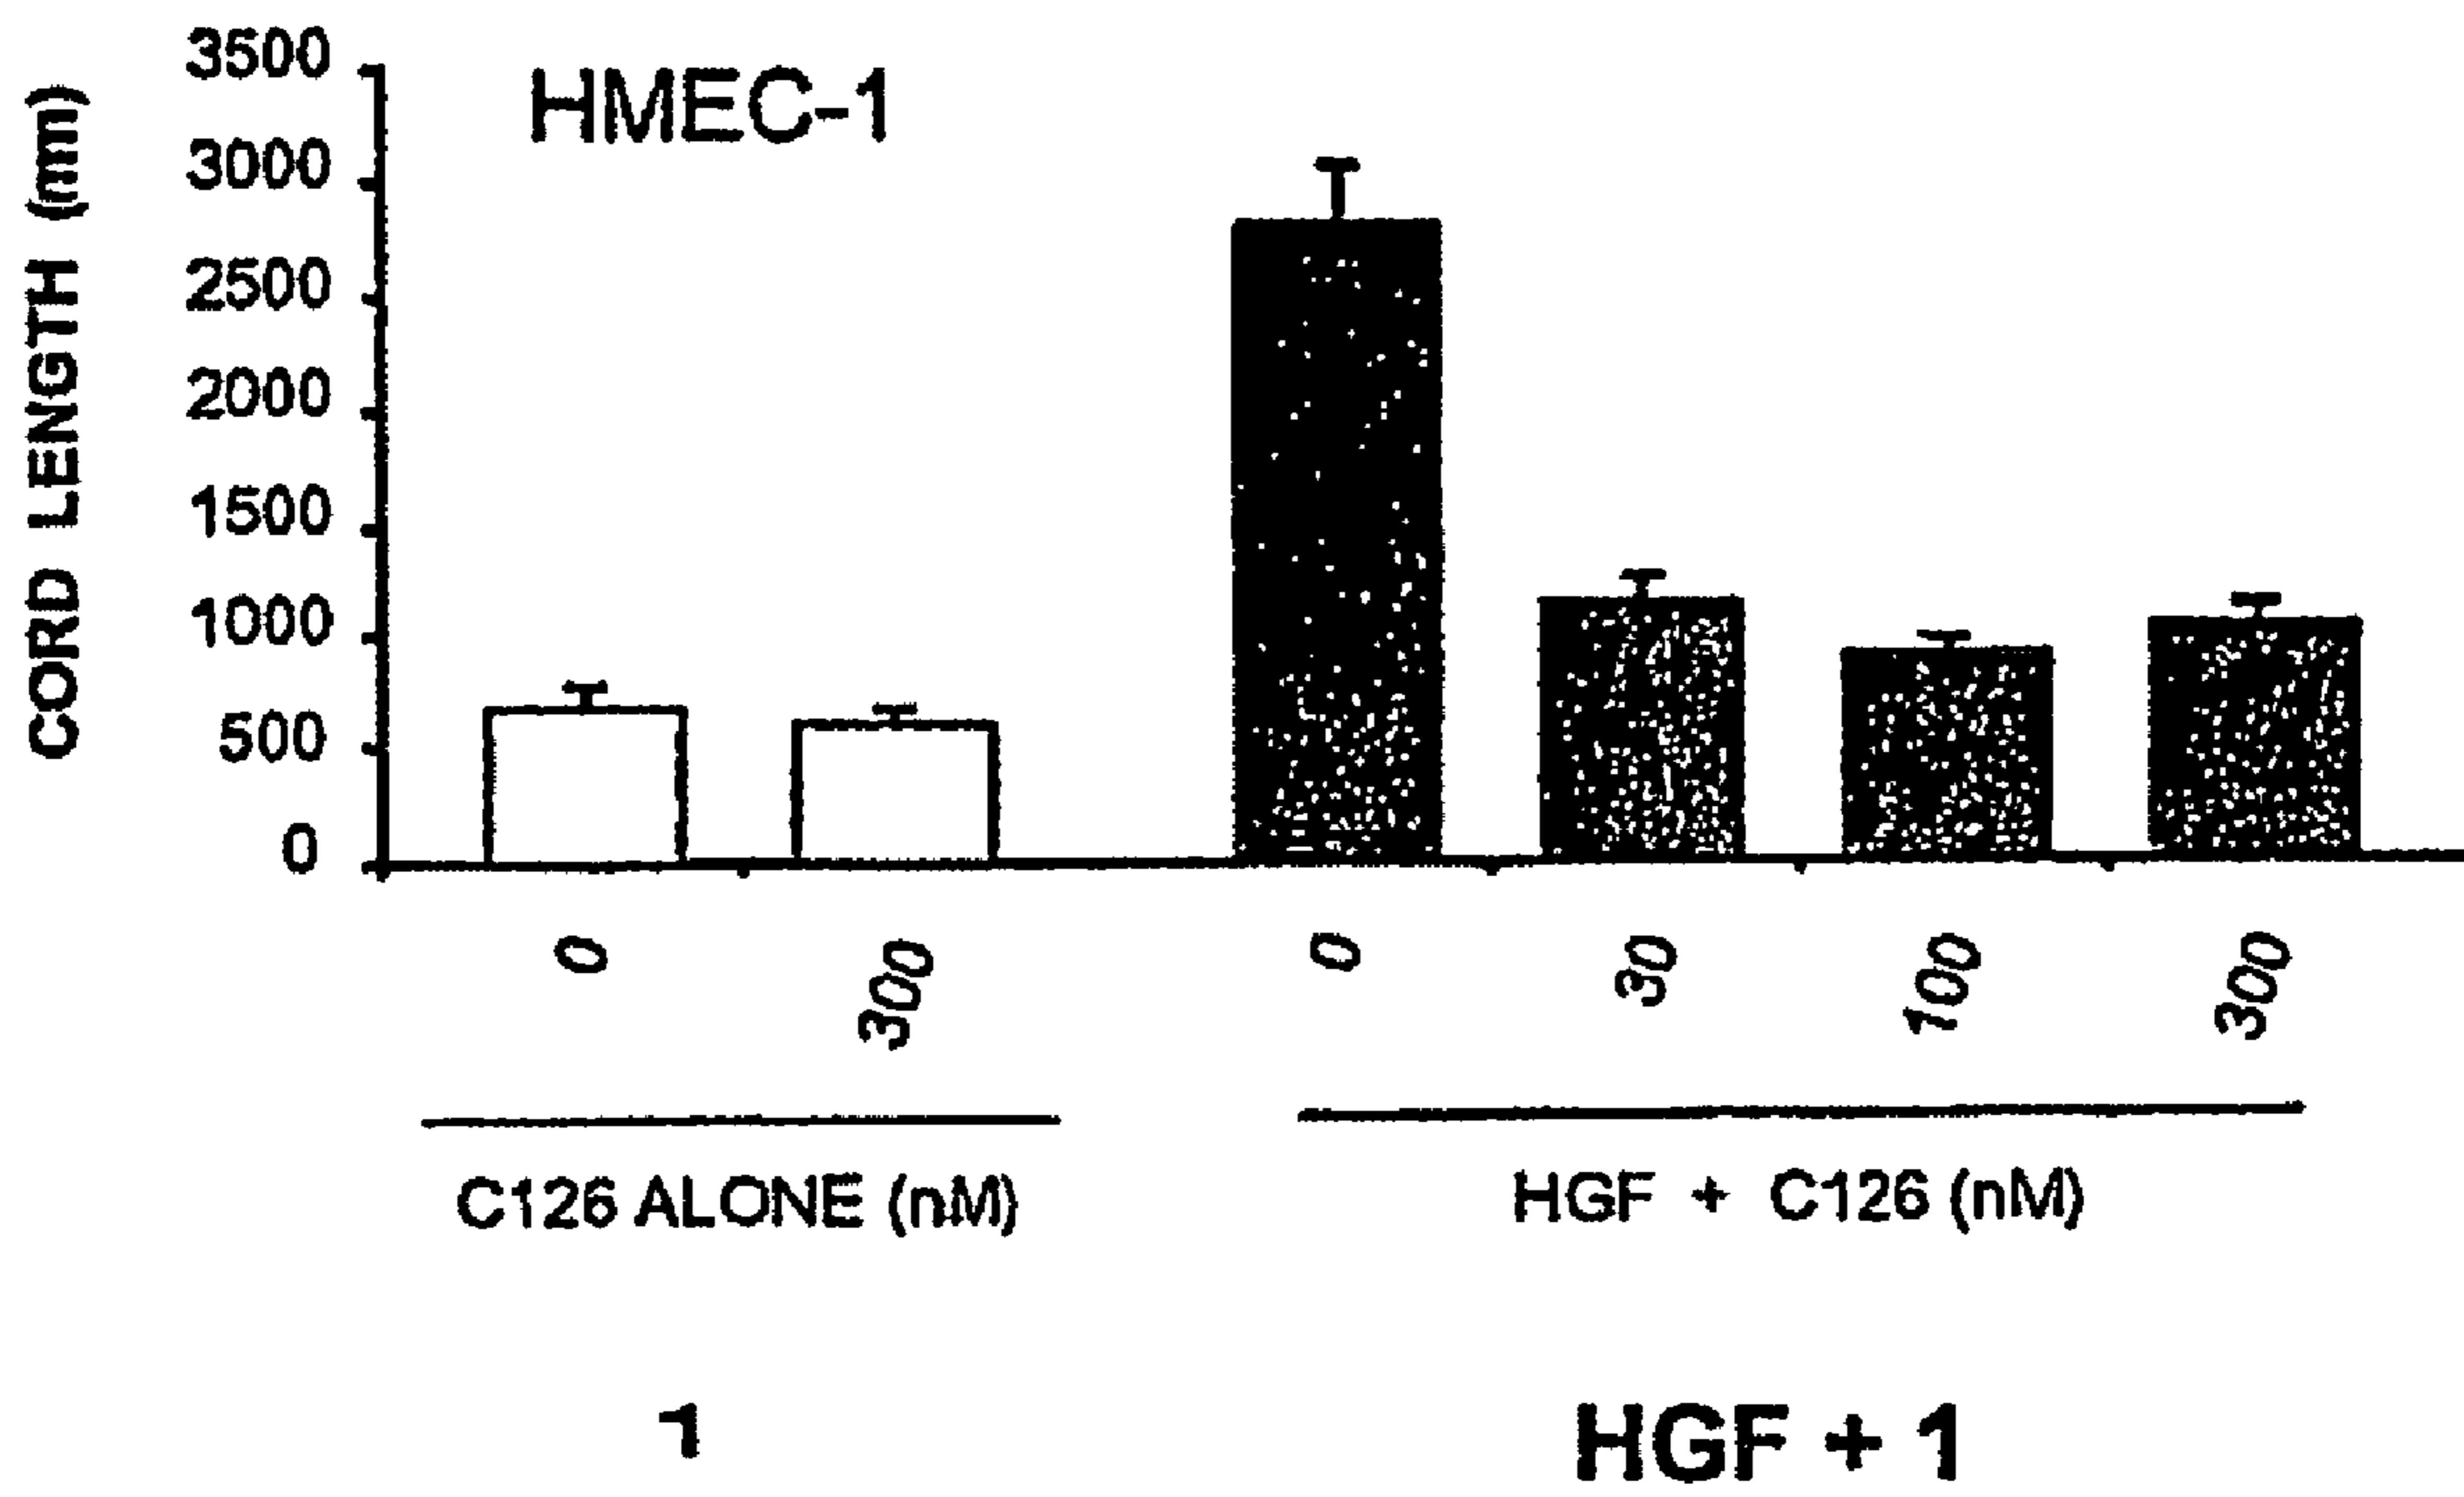 HMEC-1
CORD LENGTH (mm)
3500
3000
2500
2000
1500
1000
500
0
0 300 0 30 100 300
C126 ALONE (nM) HGF + C126 (nM)
1 HGF + 1